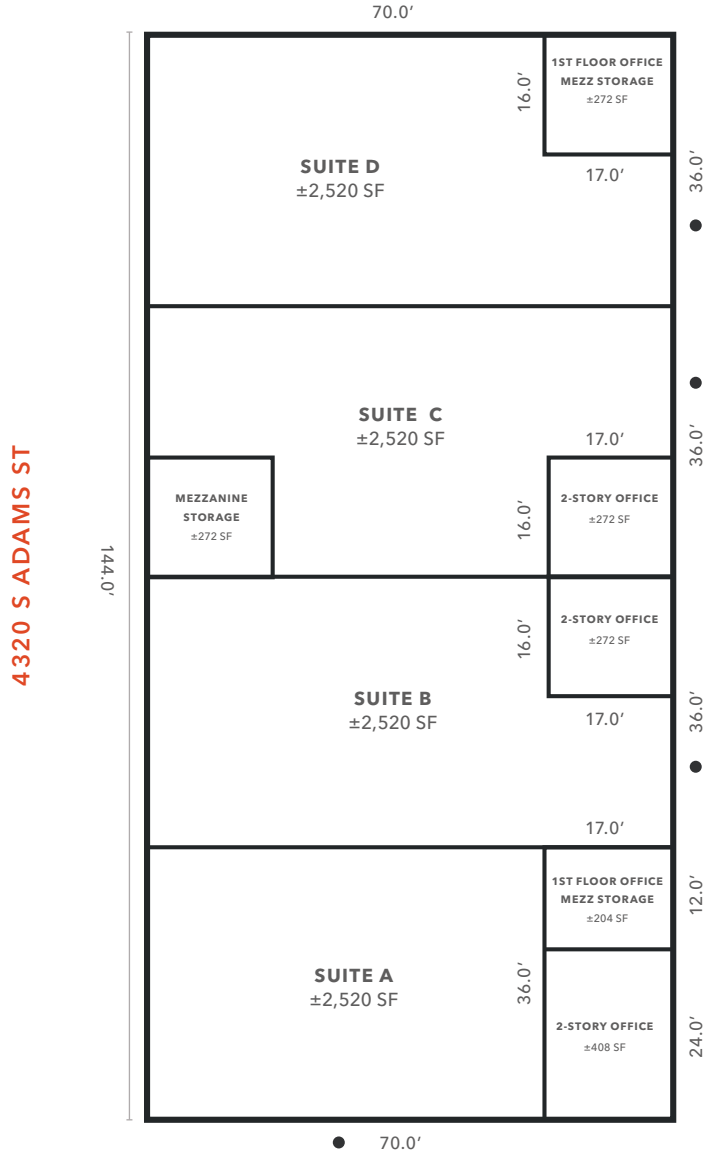 70.0’
1ST FLOOR OFFICE
MEZZ STORAGE
±272 SF
16.0’
17.0’
36.0’
SUITE D
±2,520 SF
SUITE C
±2,520 SF
17.0’
36.0’
MEZZANINE
STORAGE
±272 SF
16.0’
2-STORY OFFICE
±272 SF
4320 S ADAMS ST
144.0’
16.0’
2-STORY OFFICE
±272 SF
17.0’
36.0’
SUITE B
±2,520 SF
17.0’
1ST FLOOR OFFICE
MEZZ STORAGE
±204 SF
12.0’
SUITE A
±2,520 SF
36.0’
2-STORY OFFICE
±408 SF
24.0’
70.0’